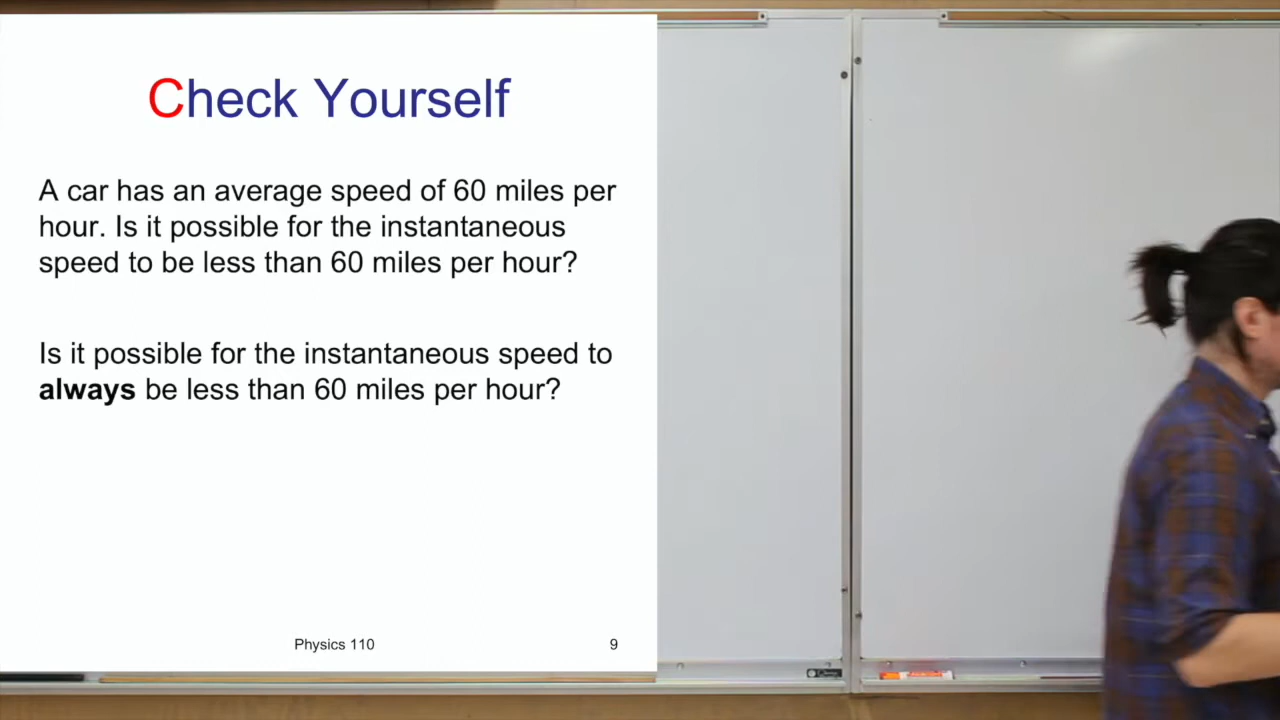 Check Yourself
A car has an average speed of 60 miles per
hour. Is it possible for the instantaneous
speed to be less than 60 miles per hour?
Is it possible for the instantaneous speed to
always be less than 60 miles per hour?
Physics 110
9